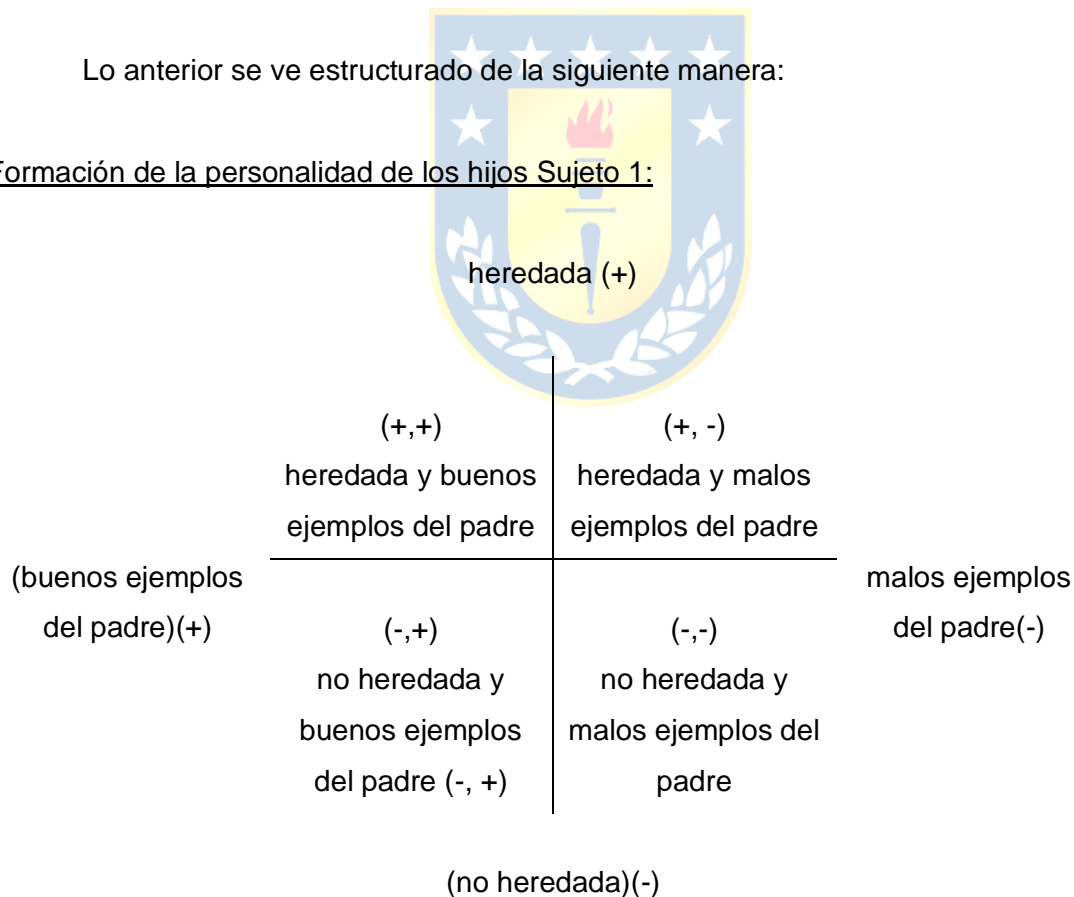 Lo anterior se ve estructurado de la siguiente manera:
Formación de la personalidad de los hijos Sujeto 1:
heredada (+)
(+,+)
heredada y buenos
ejemplos del padre
(+, -)
heredada y malos
ejemplos del padre
(buenos ejemplos
del padre)(+)
malos ejemplos
del padre(-)
(-,+)
no heredada y
buenos ejemplos
del padre (-, +)
(-,-)
no heredada y
malos ejemplos del
padre
(no heredada)(-)